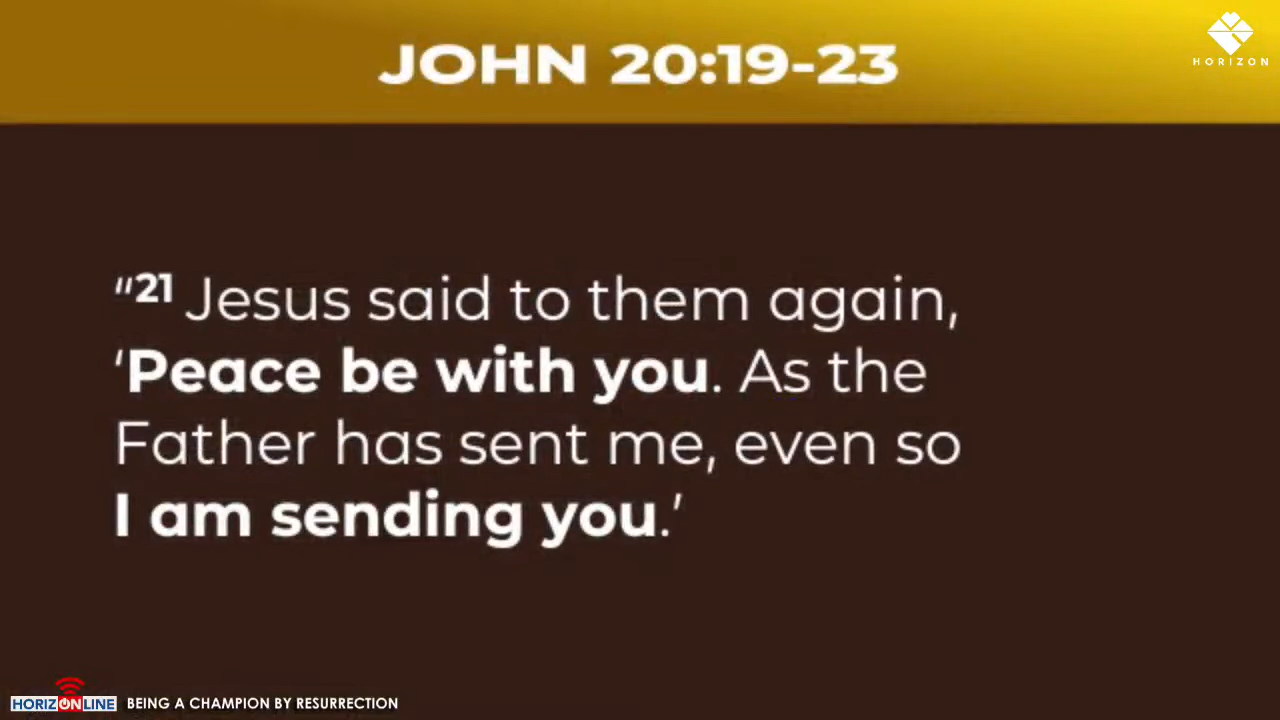 JOHN 20:19-23
HORIZON
“21 Jesus said to them again,
‘Peace be with you. As the
Father has sent me, even so
I am sending you.’
HORIZONLINE BEING A CHAMPION BY RESURRECTION